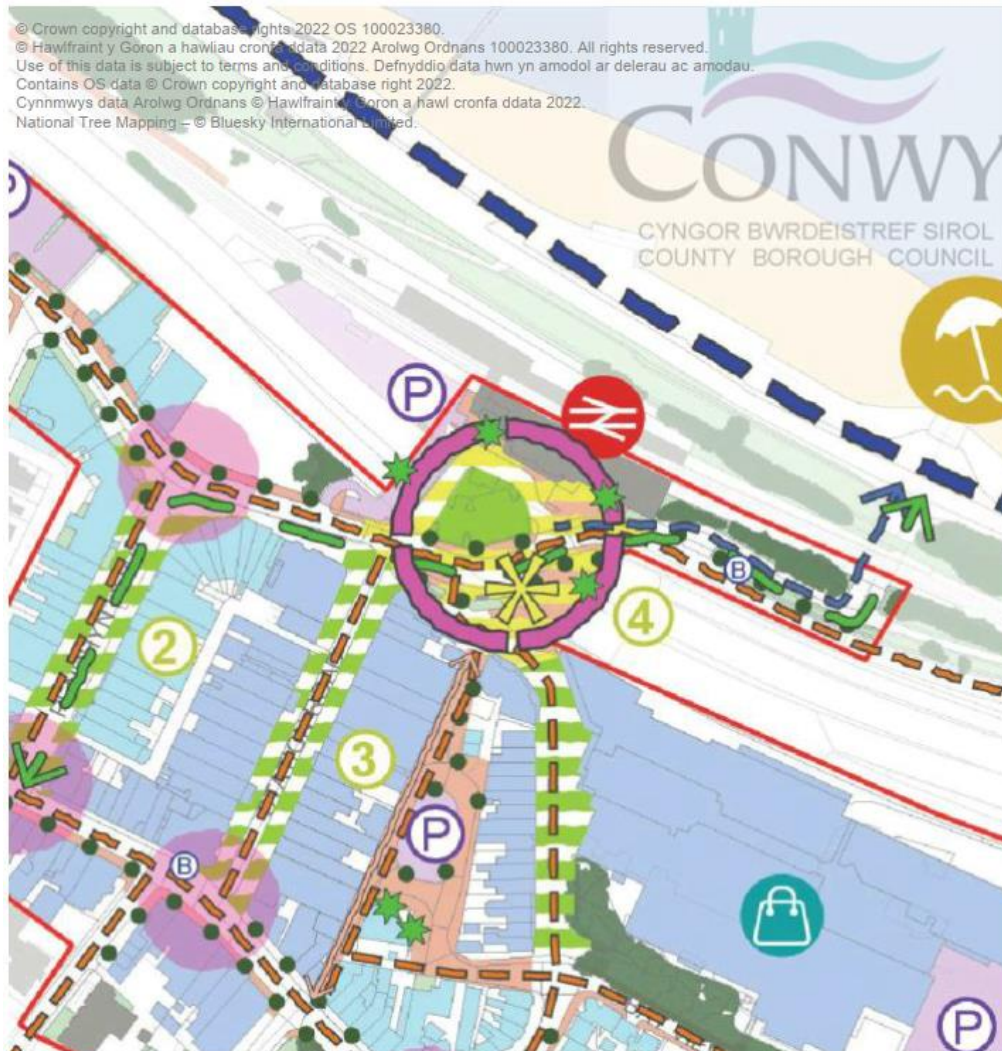 © Crown copyright and database rights 2022 OS 100023380.
© Hawlfraint y Goron a hawliau cronfa ddata 2022 Arolwg Ordnans 100023380. All rights reserved.
Use of this data is subject to terms and conditions. Defnyddio data hwn yn amodol ar delerau ac amodau.
Contains OS data © Crown copyright and database right 2022.
Cynnmwys data Arolwg Ordnans © Hawlfraint y Goron a hawl cronfa ddata 2022.
National Tree Mapping – © Bluesky International Limited.
CONWY
CYNGOR BWRDEISTREF SIROL
COUNTY BOROUGH COUNCIL
P
P
4
B
2
3
P
B
P